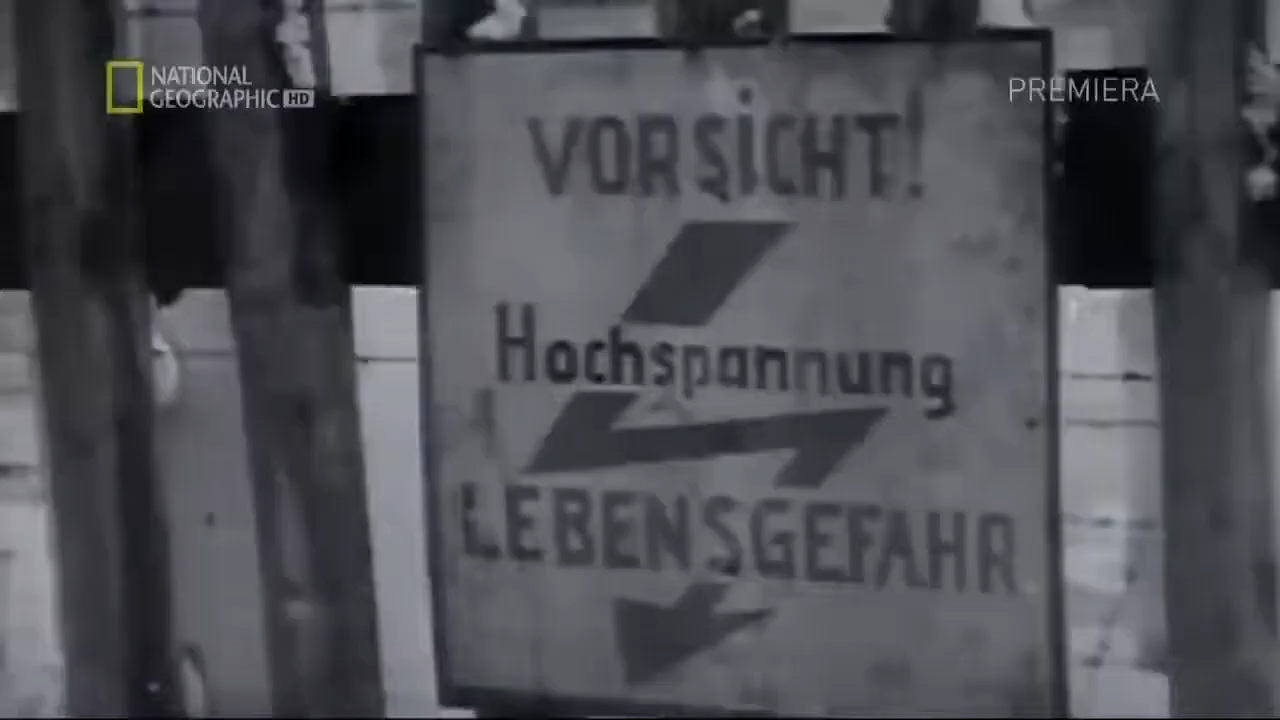 NATIONAL
GEOGRAPHIC HD
PREMIERA
VORSiCHT!
Hochspannung
LEBENSGEFAHR